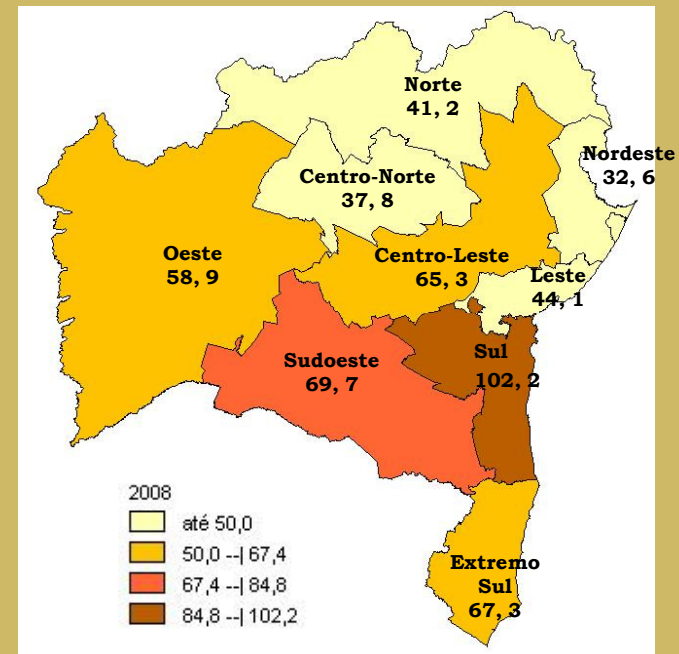 Norte
41, 2
Nordeste
32, 6
Centro-Norte
37, 8
Oeste
58, 9
Centro-Leste
65, 3
Leste
44, 1
Sul
102, 2
Sudoeste
69, 7
Extremo
Sul
67, 3
2008
até 50,0
50,0 --| 67,4
67,4 --| 84,8
84,8 --| 102,2